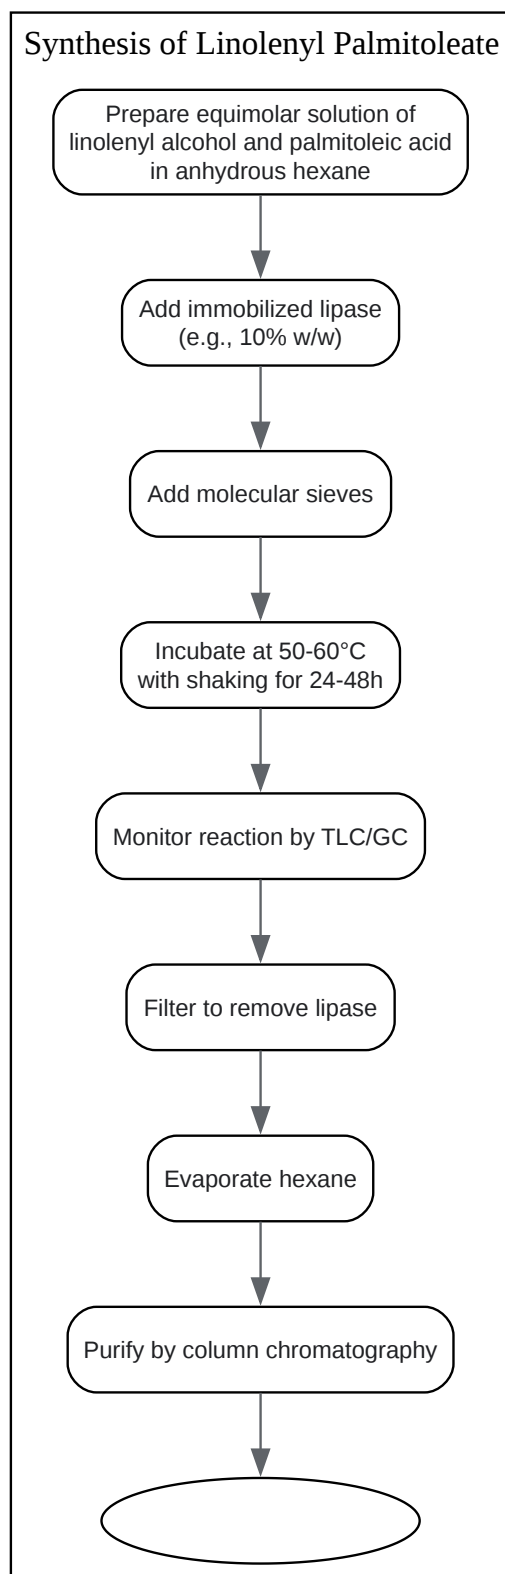 Synthesis of Linolenyl Palmitoleate
Prepare equimolar solution of
linolenyl alcohol and palmitoleic acid
in anhydrous hexane
Add immobilized lipase
(e.g., 10% w/w)
Add molecular sieves
Incubate at 50-60°C
with shaking for 24-48h
Monitor reaction by TLC/GC
Filter to remove lipase
Evaporate hexane
Purify by column chromatography